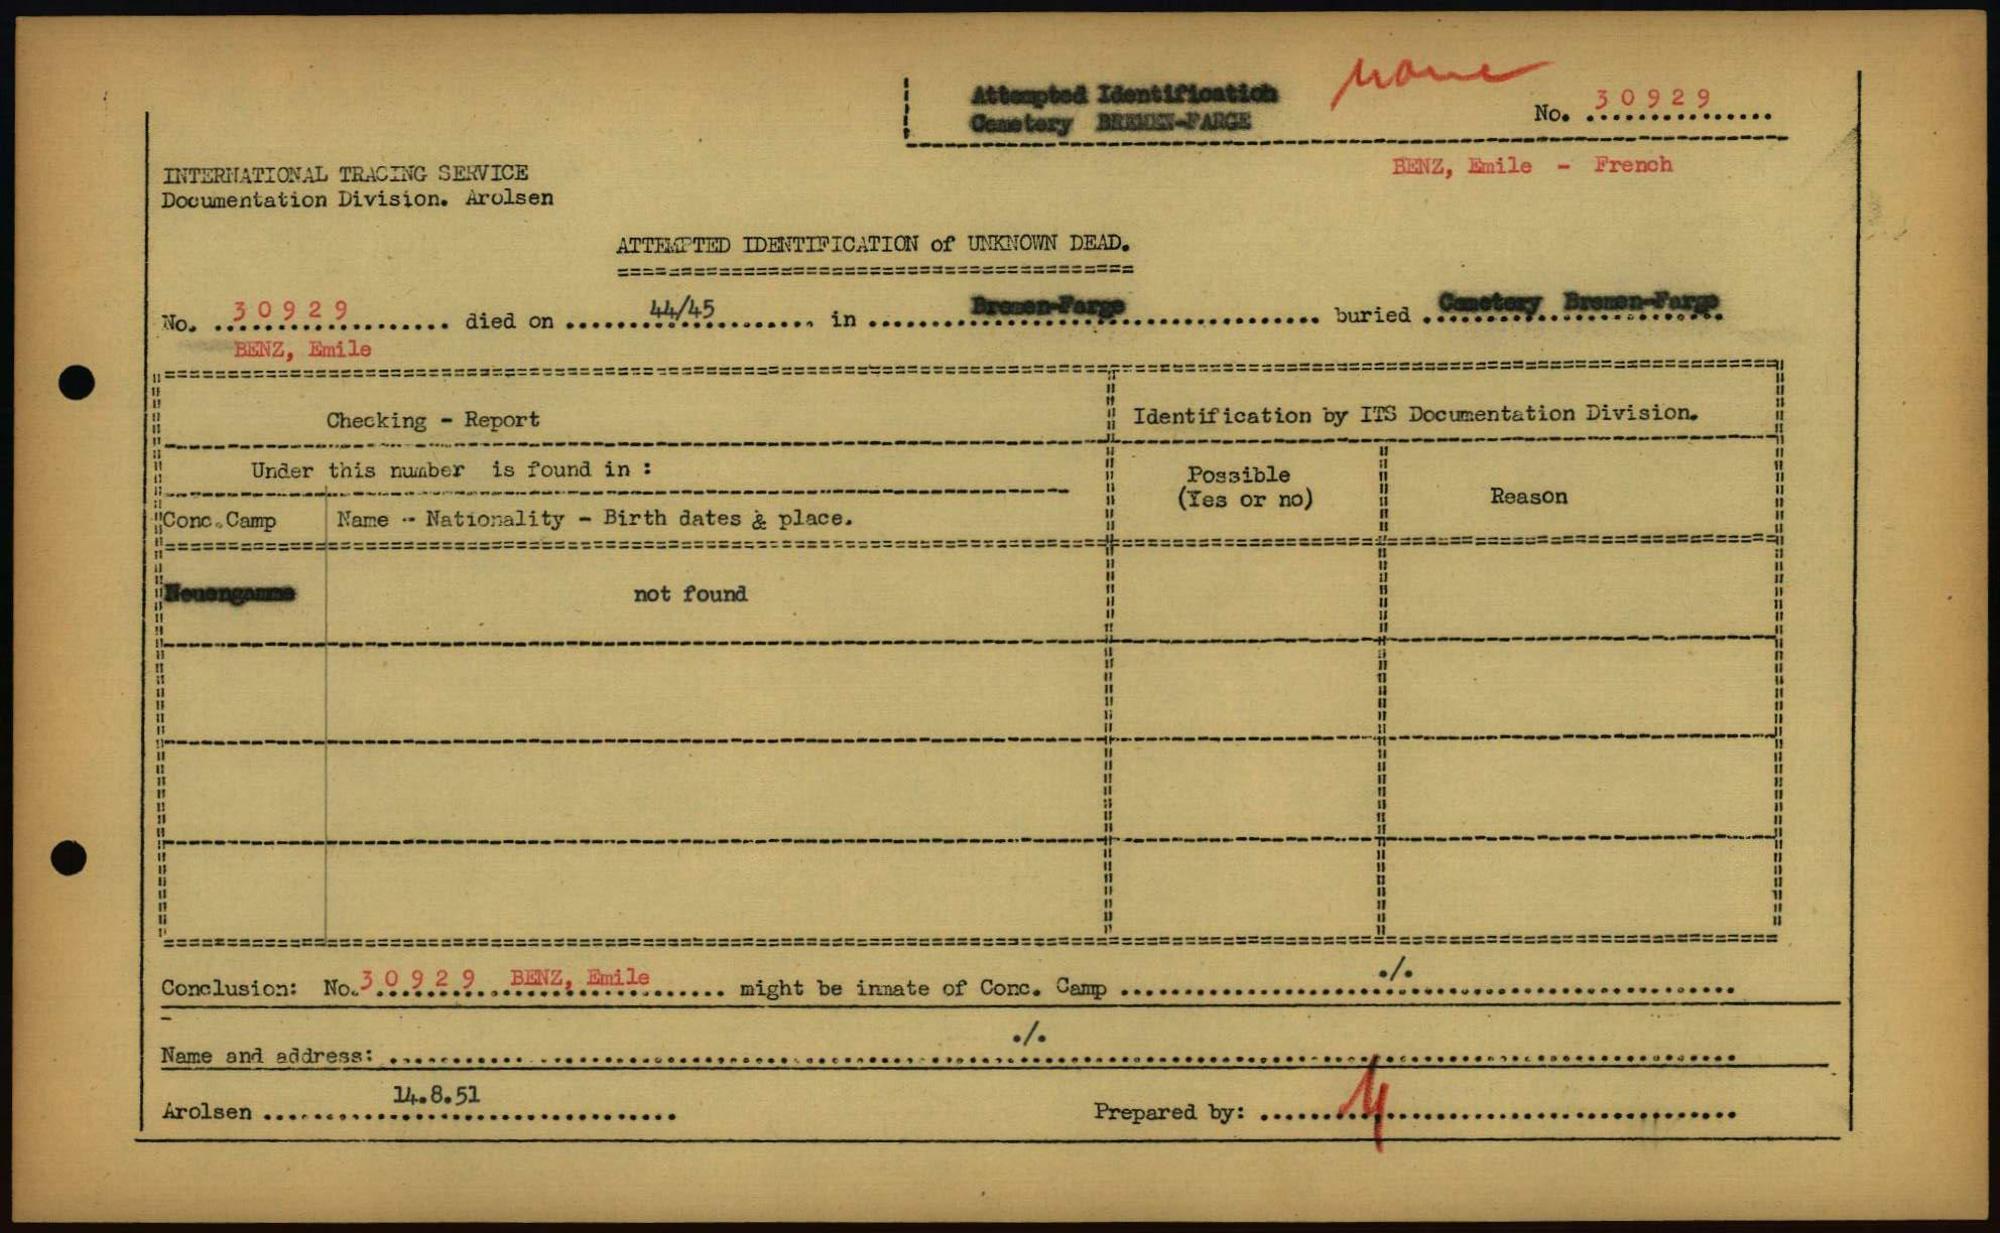 none
Attempted Identification
Cemetery BREMEN-FARGE
No. 30929
BENZ, Emile - French
INTERNATIONAL TRACING SERVICE
Documentation Division. Arolsen
ATTEMPTED IDENTIFICATION of UNKNOWN DEAD.
No. 30929 died on 44/45 in Bremen-Farge buried Cemetery Bremen-Farge
BENZ, Emile
Checking - Report
Identification by ITS Documentation Division.
Under this number is found in :
Possible
(Yes or no)
Reason
Conc. Camp
Name - Nationality - Birth dates & place.
Neuengamme
not found
Conclusion: No. 30929 BENZ, Emile might be inmate of Conc. Camp ./.
Name and address: ./.
Arolsen 14.8.51
Prepared by: